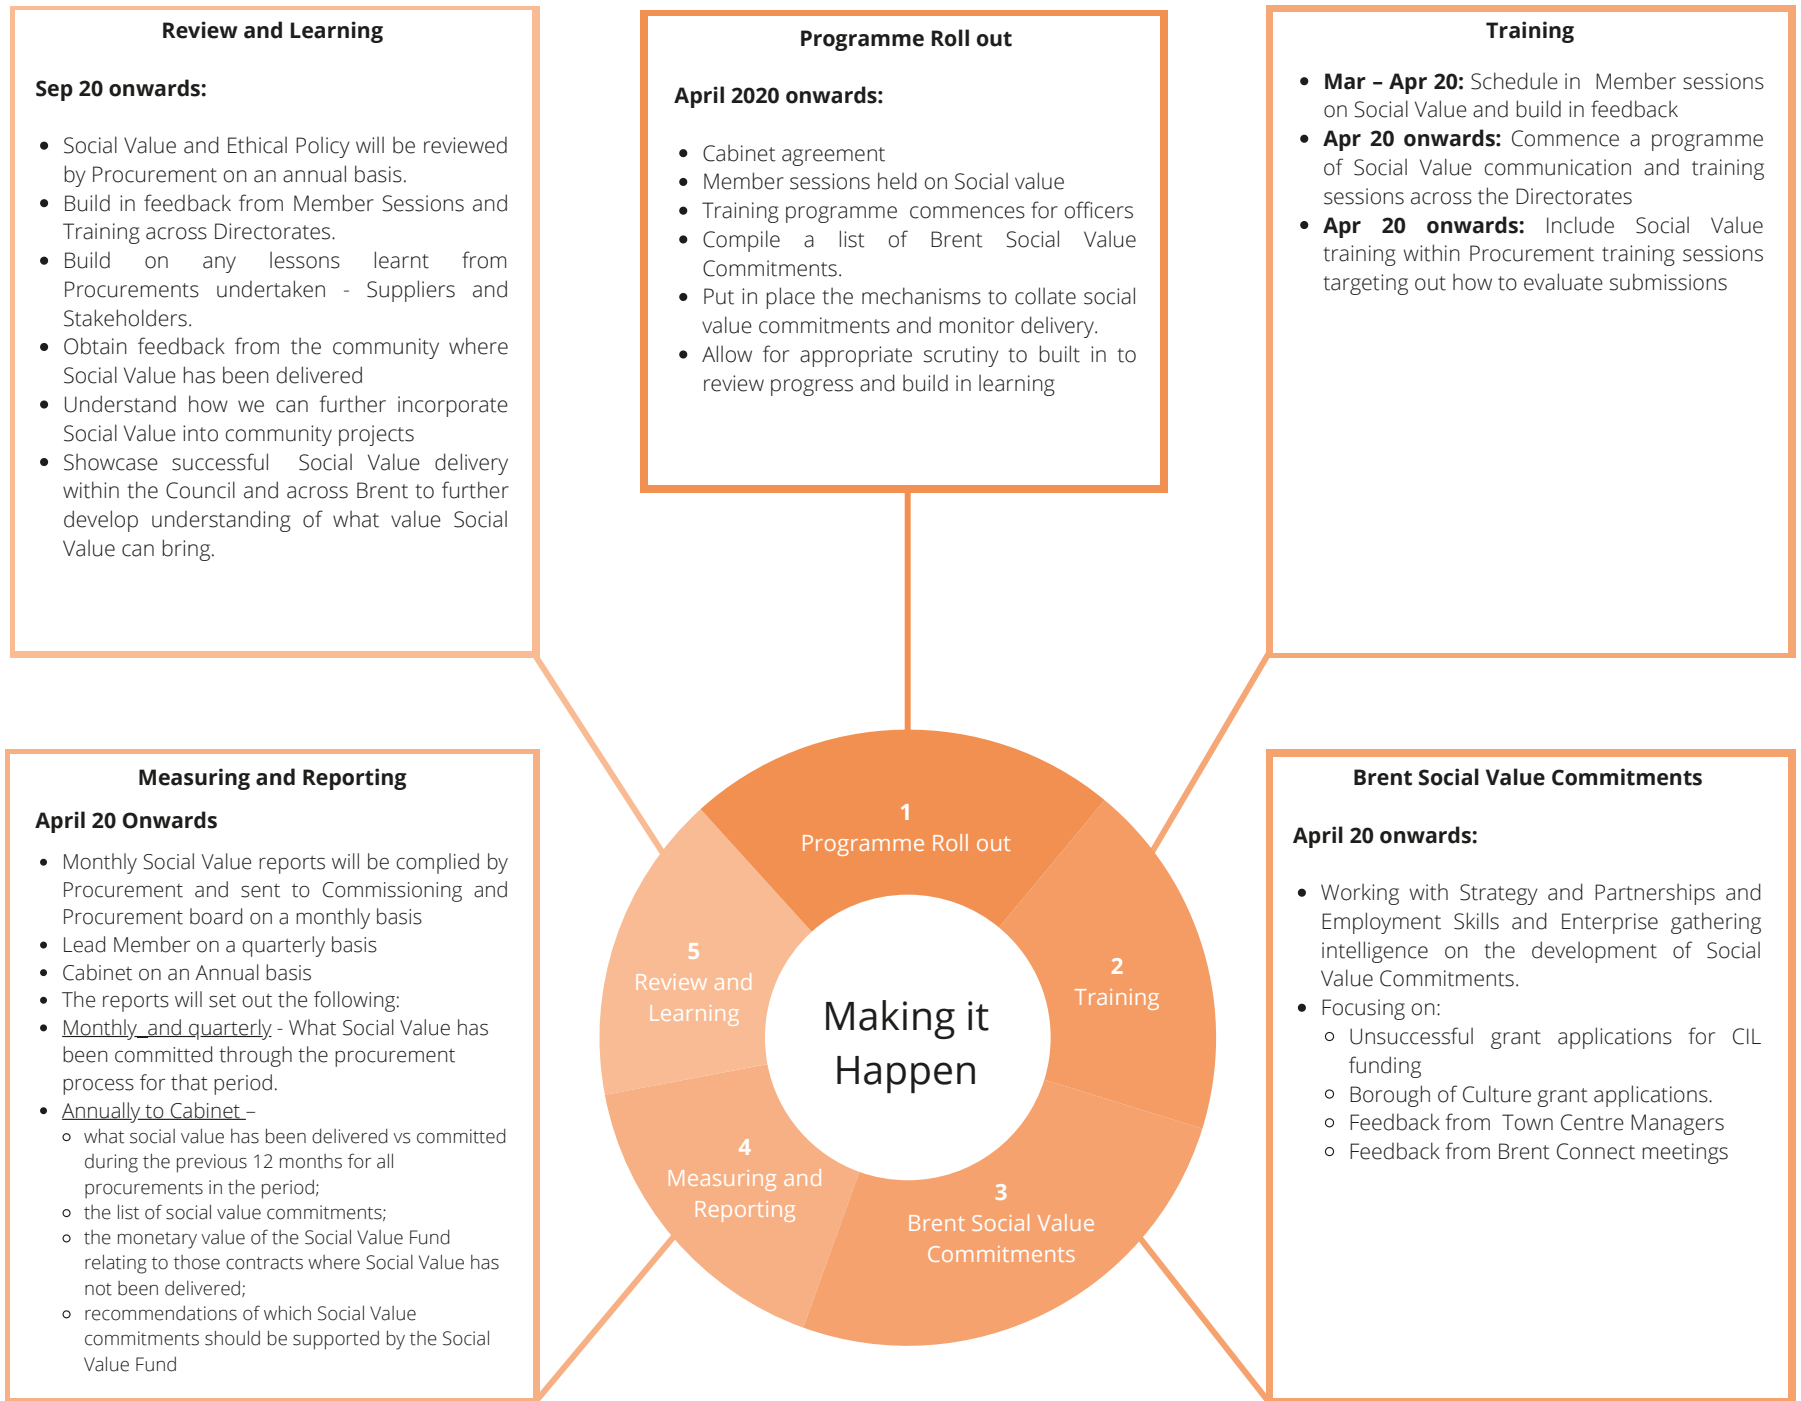 Review and Learning
Sep 20 onwards:
• Social Value and Ethical Policy will be reviewed
by Procurement on an annual basis.
• Build in feedback from Member Sessions and
Training across Directorates.
• Build on any lessons learnt from
Procurements undertaken - Suppliers and
Stakeholders.
• Obtain feedback from the community where
Social Value has been delivered
• Understand how we can further incorporate
Social Value into community projects
• Showcase successful Social Value delivery
within the Council and across Brent to further
develop understanding of what value Social
Value can bring.
Programme Roll out
April 2020 onwards:
• Cabinet agreement
• Member sessions held on Social value
• Training programme commences for officers
• Compile a list of Brent Social Value
Commitments.
• Put in place the mechanisms to collate social
value commitments and monitor delivery.
• Allow for appropriate scrutiny to built in to
review progress and build in learning
Training
• Mar – Apr 20: Schedule in Member sessions
on Social Value and build in feedback
• Apr 20 onwards: Commence a programme
of Social Value communication and training
sessions across the Directorates
• Apr 20 onwards: Include Social Value
training within Procurement training sessions
targeting out how to evaluate submissions
Measuring and Reporting
April 20 Onwards
• Monthly Social Value reports will be complied by
Procurement and sent to Commissioning and
Procurement board on a monthly basis
• Lead Member on a quarterly basis
• Cabinet on an Annual basis
• The reports will set out the following:
• Monthly_and quarterly - What Social Value has
been committed through the procurement
process for that period.
• Annually to Cabinet –
◦ what social value has been delivered vs committed
during the previous 12 months for all
procurements in the period;
◦ the list of social value commitments;
◦ the monetary value of the Social Value Fund
relating to those contracts where Social Value has
not been delivered;
◦ recommendations of which Social Value
commitments should be supported by the Social
Value Fund
1
Programme Roll out
2
Training
3
Brent Social Value
Commitments
4
Measuring and
Reporting
5
Review and
Learning
Making it
Happen
Brent Social Value Commitments
April 20 onwards:
• Working with Strategy and Partnerships and
Employment Skills and Enterprise gathering
intelligence on the development of Social
Value Commitments.
• Focusing on:
◦ Unsuccessful grant applications for CIL
funding
◦ Borough of Culture grant applications.
◦ Feedback from Town Centre Managers
◦ Feedback from Brent Connect meetings